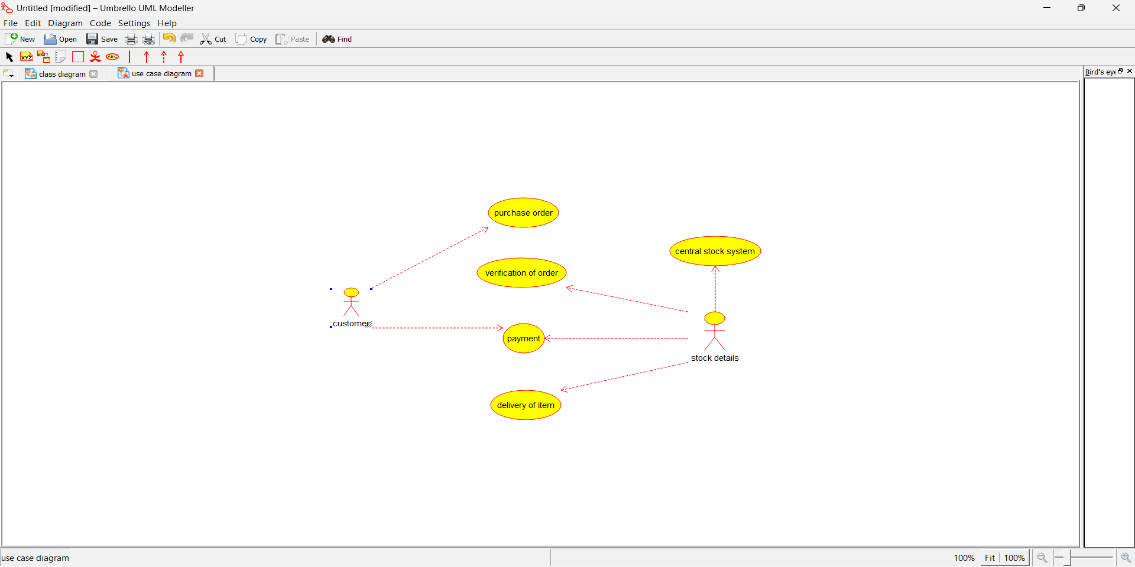 Untitled [modified] – Umbrello UML Modeller
File Edit Diagram Code Settings Help
New Open Save Cut Copy Paste Find
class diagram use case diagram
Bird's eye
purchase order
central stock system
verification of order
customer
payment
stock details
delivery of item
use case diagram
100% Fit 100%